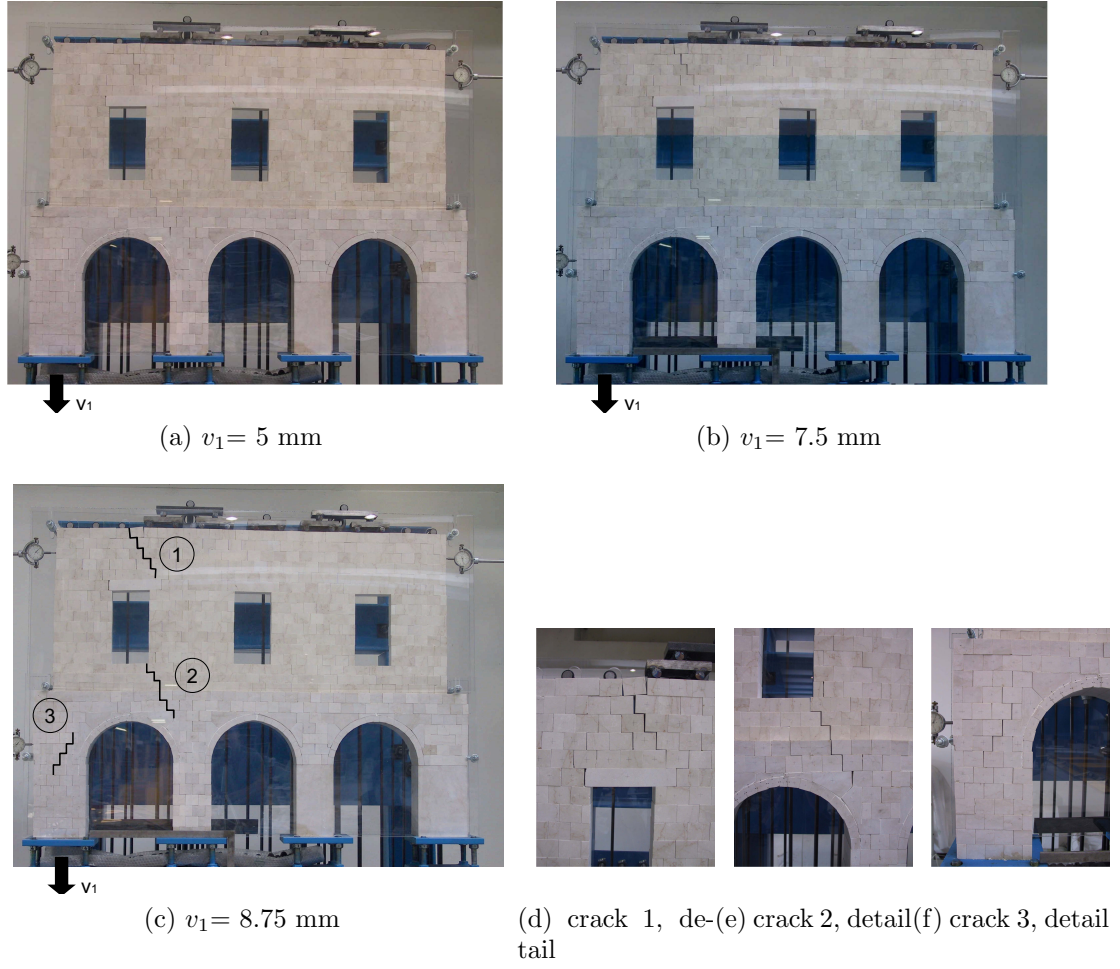 v₁
v₁
(a) v₁= 5 mm
(b) v₁= 7.5 mm
1
2
3
v₁
(c) v₁= 8.75 mm
(d) crack 1, de-
tail
(e) crack 2, detail
(f) crack 3, detail